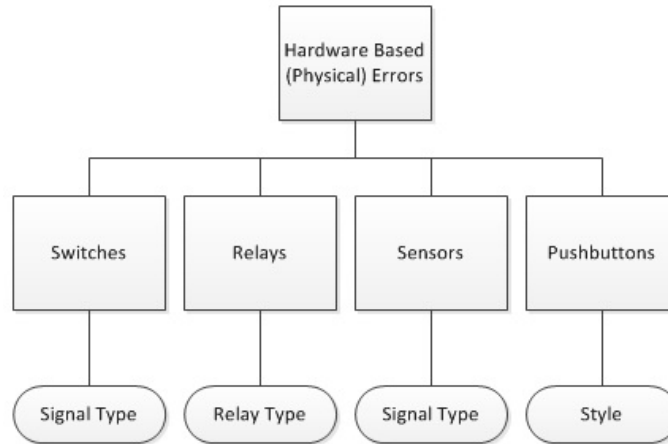 Hardware Based
(Physical) Errors
Switches
Relays
Sensors
Pushbuttons
Signal Type
Relay Type
Signal Type
Style